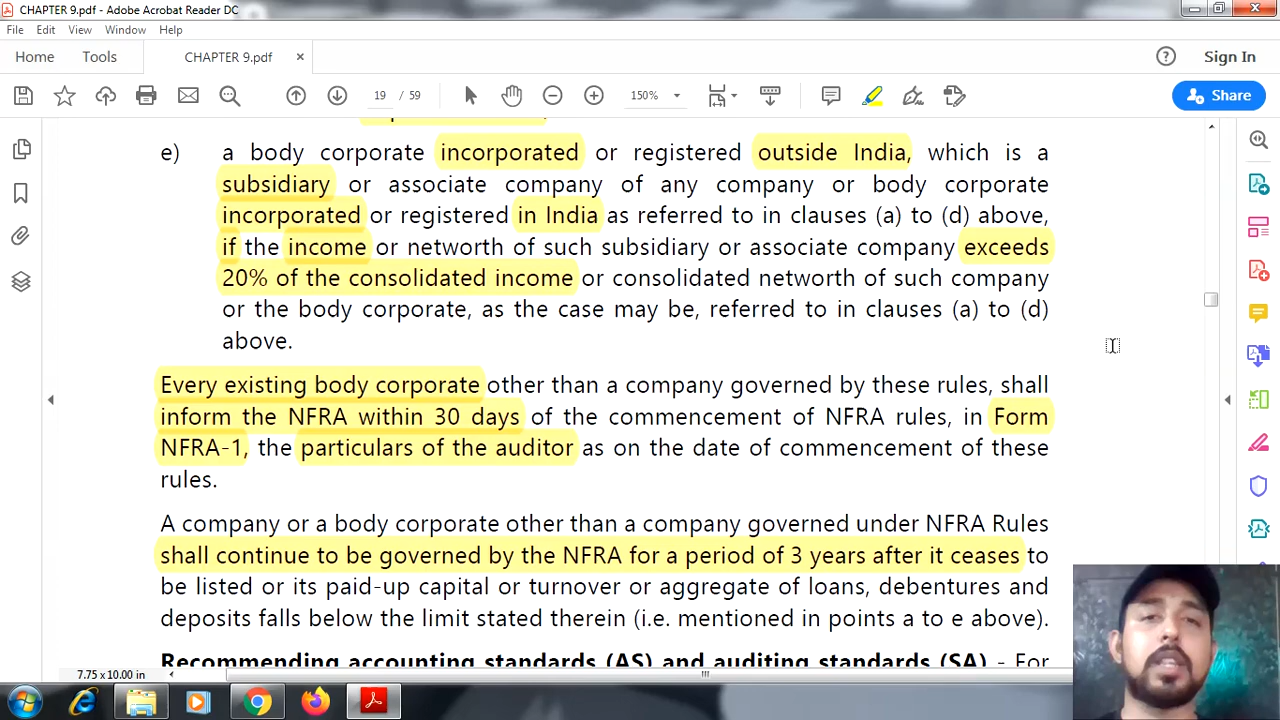 CHAPTER 9.pdf - Adobe Acrobat Reader DC
File Edit View Window Help
Home Tools CHAPTER 9.pdf × Sign In
19 / 59 150% Share
e) a body corporate incorporated or registered outside India, which is a
subsidiary or associate company of any company or body corporate
incorporated or registered in India as referred to in clauses (a) to (d) above,
if the income or networth of such subsidiary or associate company exceeds
20% of the consolidated income or consolidated networth of such company
or the body corporate, as the case may be, referred to in clauses (a) to (d)
above.
Every existing body corporate other than a company governed by these rules, shall
inform the NFRA within 30 days of the commencement of NFRA rules, in Form
NFRA-1, the particulars of the auditor as on the date of commencement of these
rules.
A company or a body corporate other than a company governed under NFRA Rules
shall continue to be governed by the NFRA for a period of 3 years after it ceases to
be listed or its paid-up capital or turnover or aggregate of loans, debentures and
deposits falls below the limit stated therein (i.e. mentioned in points a to e above).
Recommending accounting standards (AS) and auditing standards (SA) - For
7.75 x 10.00 in